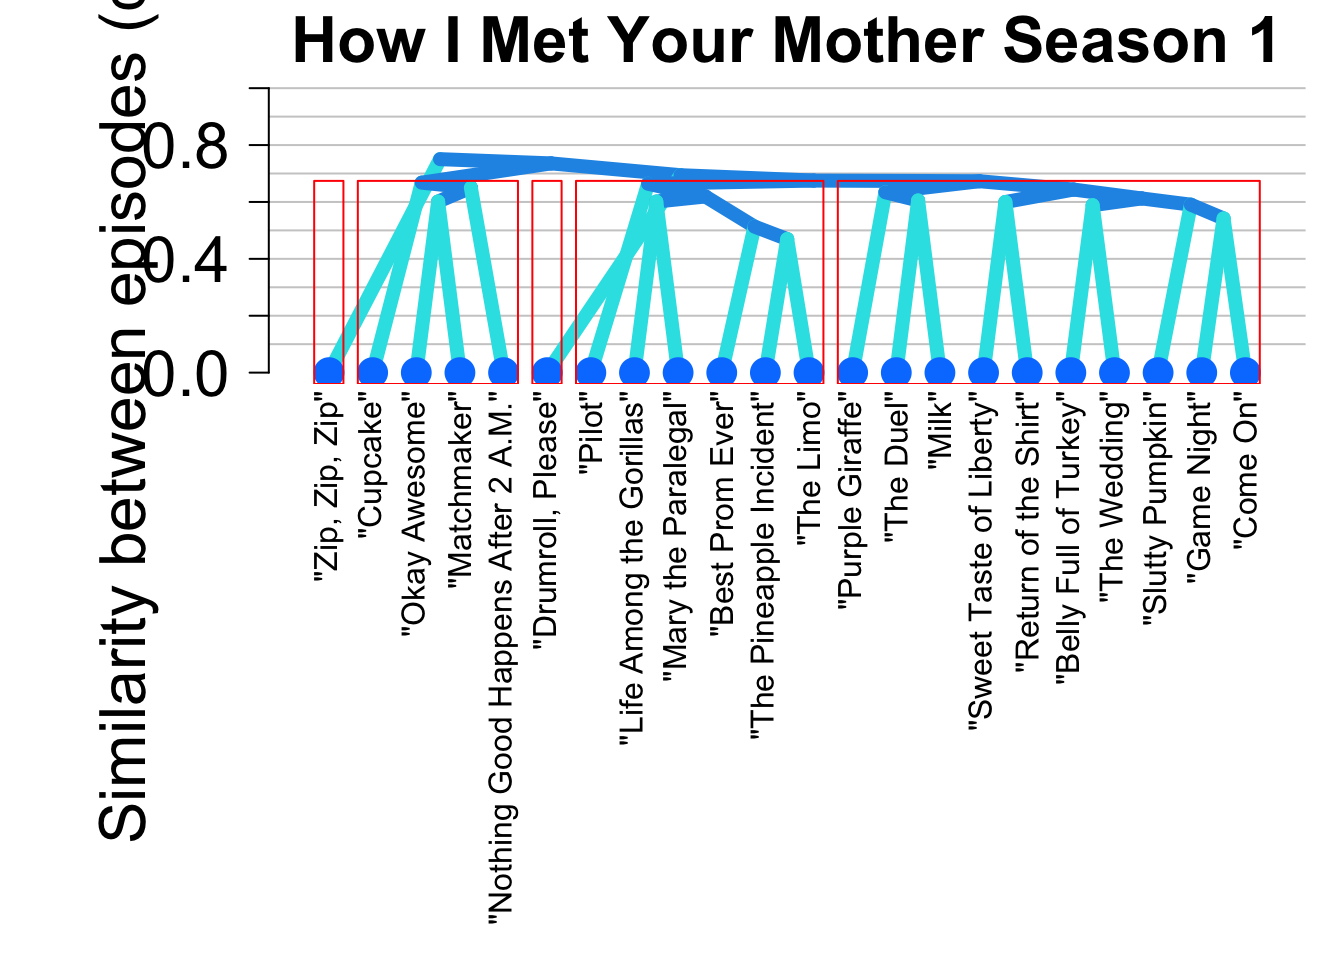 How I Met Your Mother Season 1
Similarity between episodes (
0.8
0.4
0.0
"Zip, Zip, Zip"
"Cupcake"
"Okay Awesome"
"Matchmaker"
"Nothing Good Happens After 2 A.M."
"Drumroll, Please"
"Pilot"
"Life Among the Gorillas"
"Mary the Paralegal"
"Best Prom Ever"
"The Pineapple Incident"
"The Limo"
"Purple Giraffe"
"The Duel"
"Milk"
"Sweet Taste of Liberty"
"Return of the Shirt"
"Belly Full of Turkey"
"The Wedding"
"Slutty Pumpkin"
"Game Night"
"Come On"